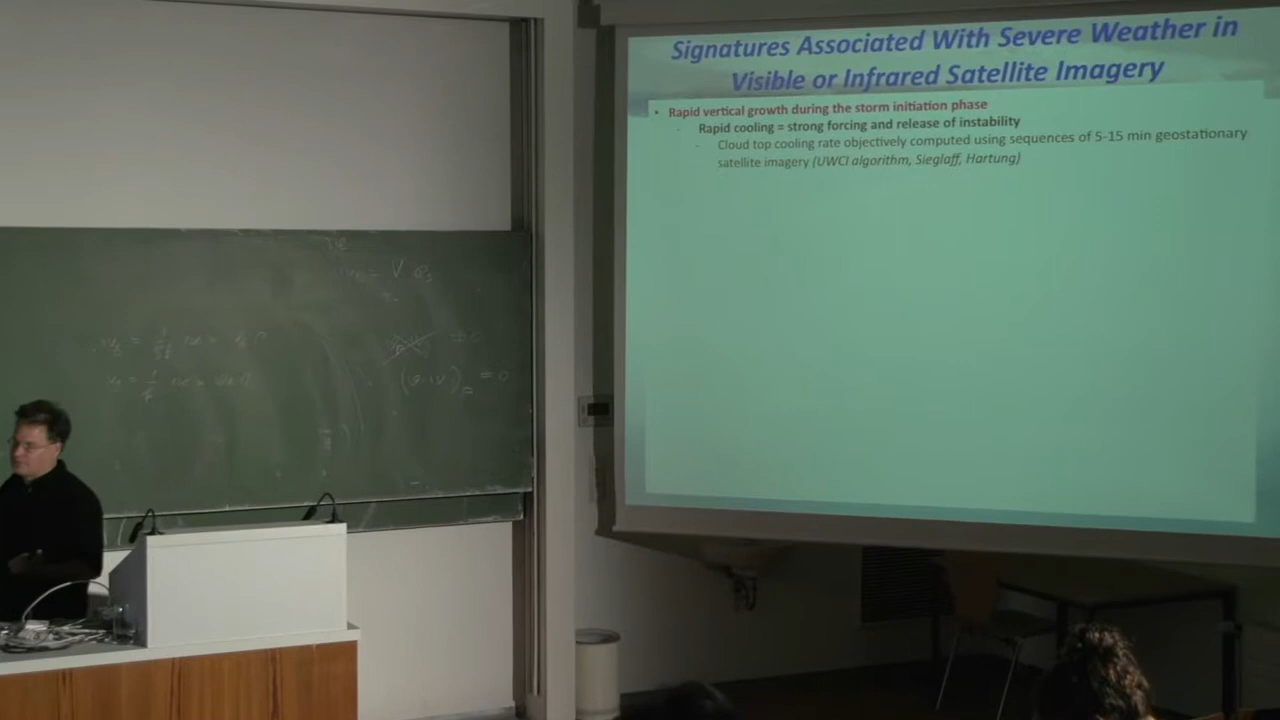 Signatures Associated With Severe Weather in
Visible or Infrared Satellite Imagery
• Rapid vertical growth during the storm initiation phase
- Rapid cooling = strong forcing and release of instability
- Cloud top cooling rate objectively computed using sequences of 5-15 min geostationary
satellite imagery (UWCI algorithm, Sieglaff, Hartung)